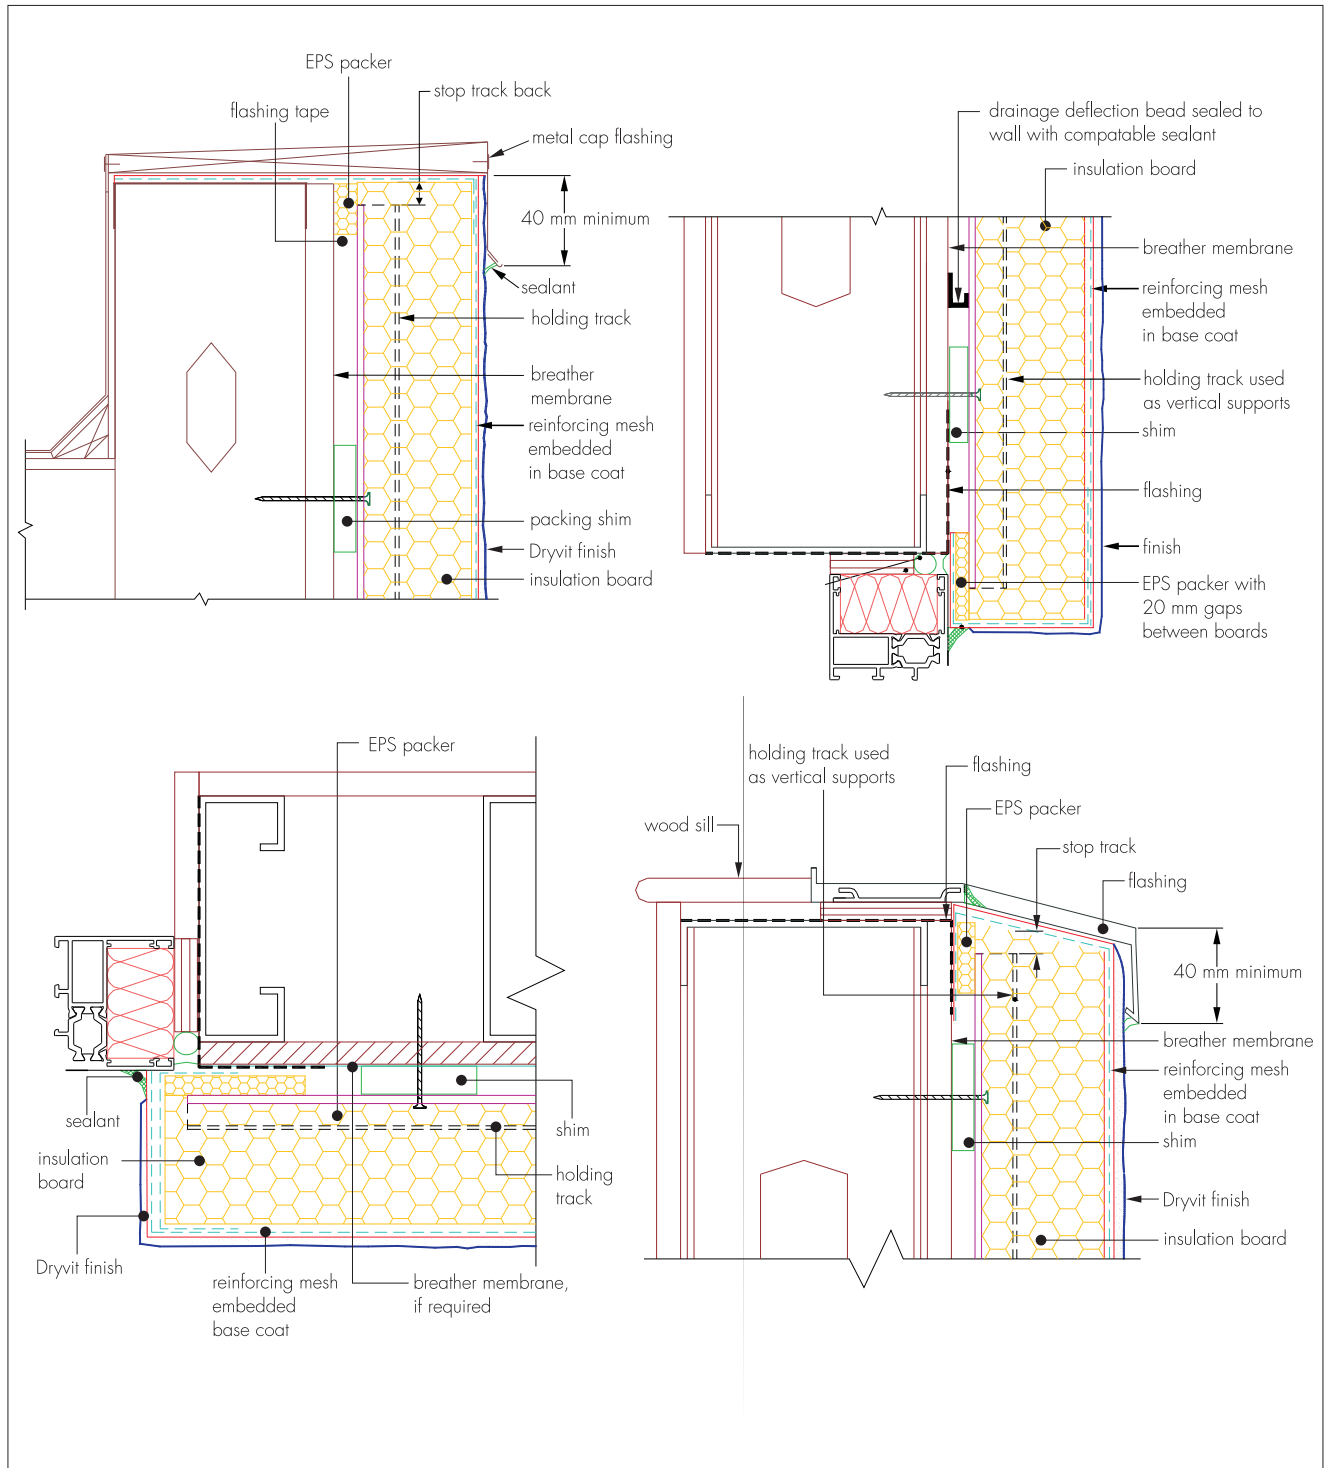 EPS packer
stop track back
flashing tape
metal cap flashing
40 mm minimum
sealant
holding track
breather
membrane
reinforcing mesh
embedded
in base coat
packing shim
Dryvit finish
insulation board
drainage deflection bead sealed to
wall with compatable sealant
insulation board
breather membrane
reinforcing mesh
embedded
in base coat
holding track used
as vertical supports
shim
flashing
finish
EPS packer with
20 mm gaps
between boards
EPS packer
sealant
insulation
board
Dryvit finish
reinforcing mesh
embedded
base coat
breather membrane,
if required
shim
holding
track
holding track used
as vertical supports
flashing
EPS packer
wood sill
stop track
flashing
40 mm minimum
breather membrane
reinforcing mesh
embedded
in base coat
shim
Dryvit finish
insulation board